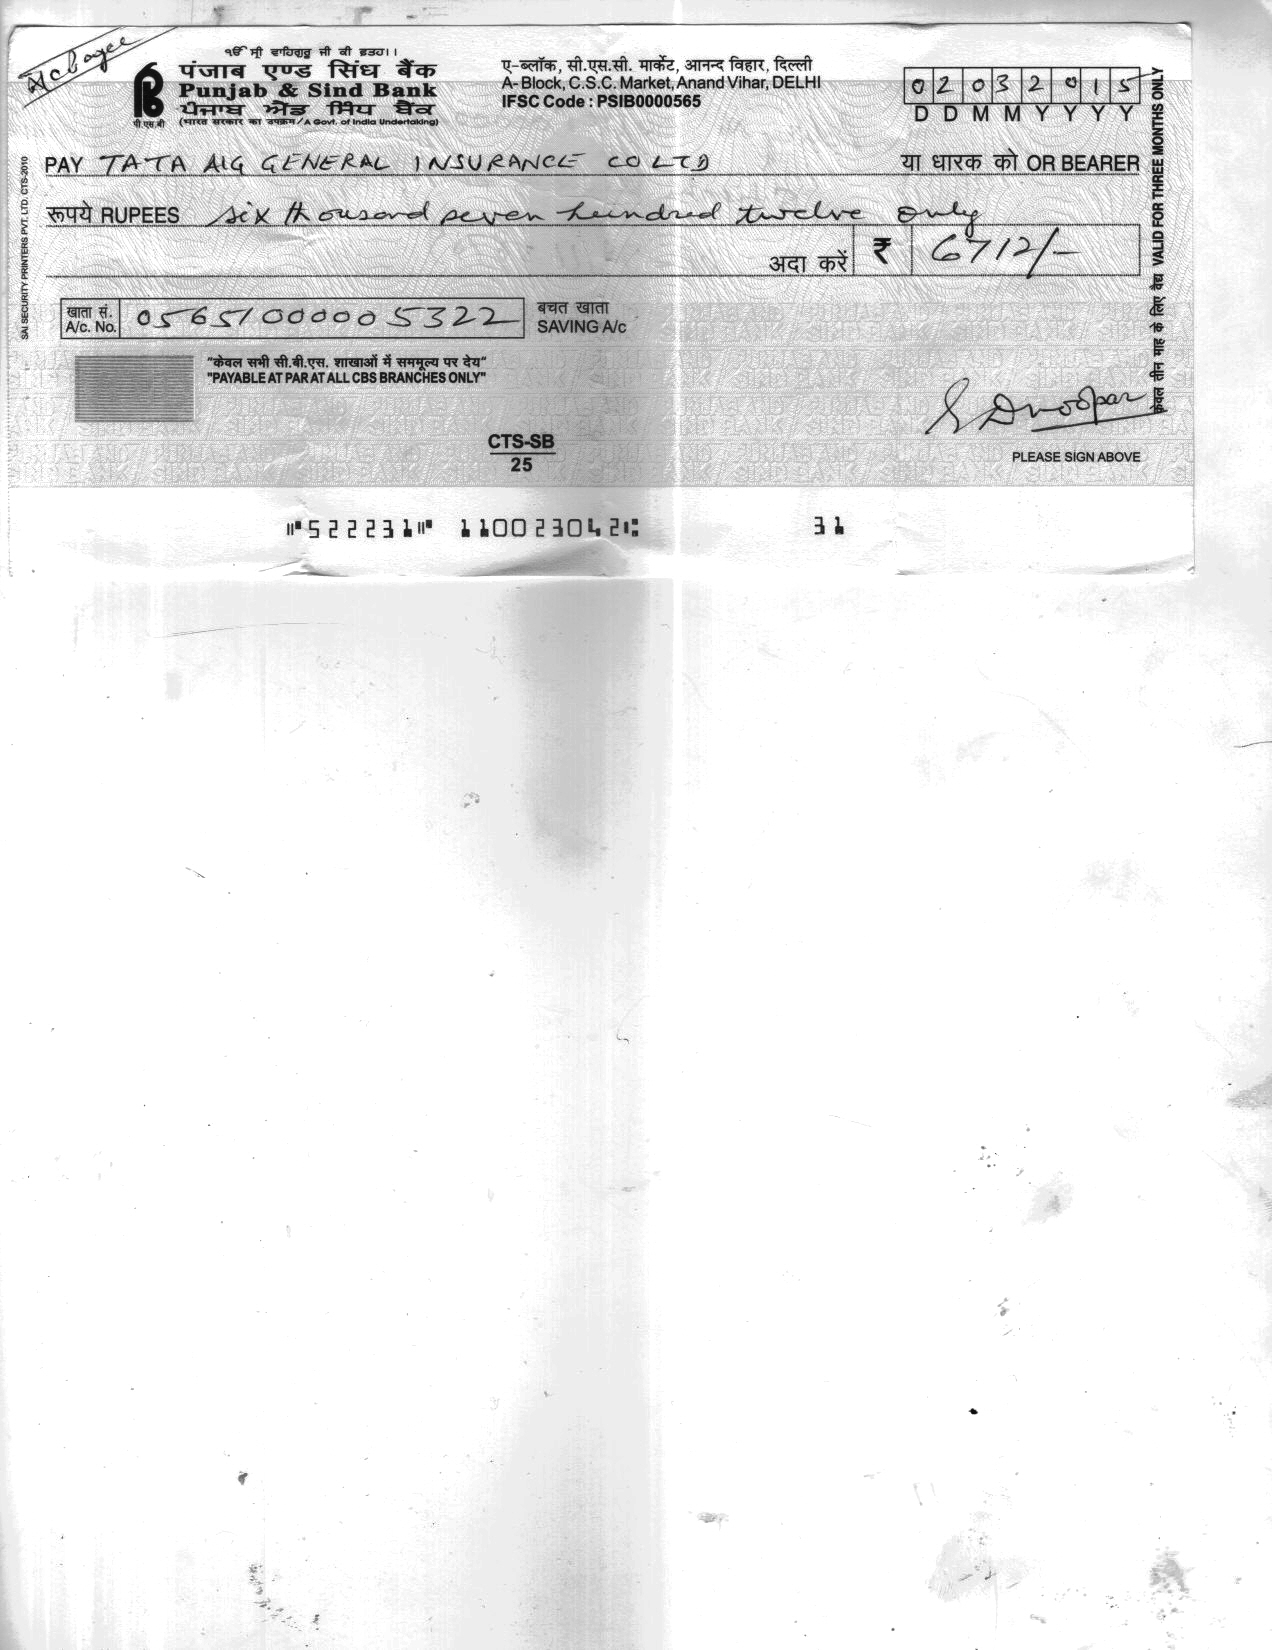 A/c Payee
ੴ ਸ੍ਰੀ ਵਾਹਿਗੁਰੂ ਜੀ ਕੀ ਫਤਹ।।
पंजाब एण्ड सिंध बैंक
Punjab & Sind Bank
ਪੰਜਾਬ ਐਂਡ ਸਿੰਧ ਬੈਂਕ
(भारत सरकार का उपक्रम/A Govt. of India Undertaking)
पी.एस.बी
ए-ब्लॉक, सी.एस.सी. मार्केट, आनन्द विहार, दिल्ली
A- Block, C.S.C. Market, Anand Vihar, DELHI
IFSC Code : PSIB0000565
0 2 0 3 2 0 1 5
D D M M Y Y Y Y
PAY TATA AIG GENERAL INSURANCE CO LTD या धारक को OR BEARER
रूपये RUPEES six thousand seven hundred twelve only
अदा करें ₹ 6712/-
खाता सं.
A/c. No.
05651000005322
बचत खाता
SAVING A/c
"केवल सभी सी.बी.एस. शाखाओं में सममूल्य पर देय"
"PAYABLE AT PAR AT ALL CBS BRANCHES ONLY"
CTS-SB
25
PLEASE SIGN ABOVE
⑈522231⑈ 110023042⑆ 31
SAI SECURITY PRINTERS PVT. LTD. CTS-2010
केवल तीन माह के लिए वैद्य VALID FOR THREE MONTHS ONLY